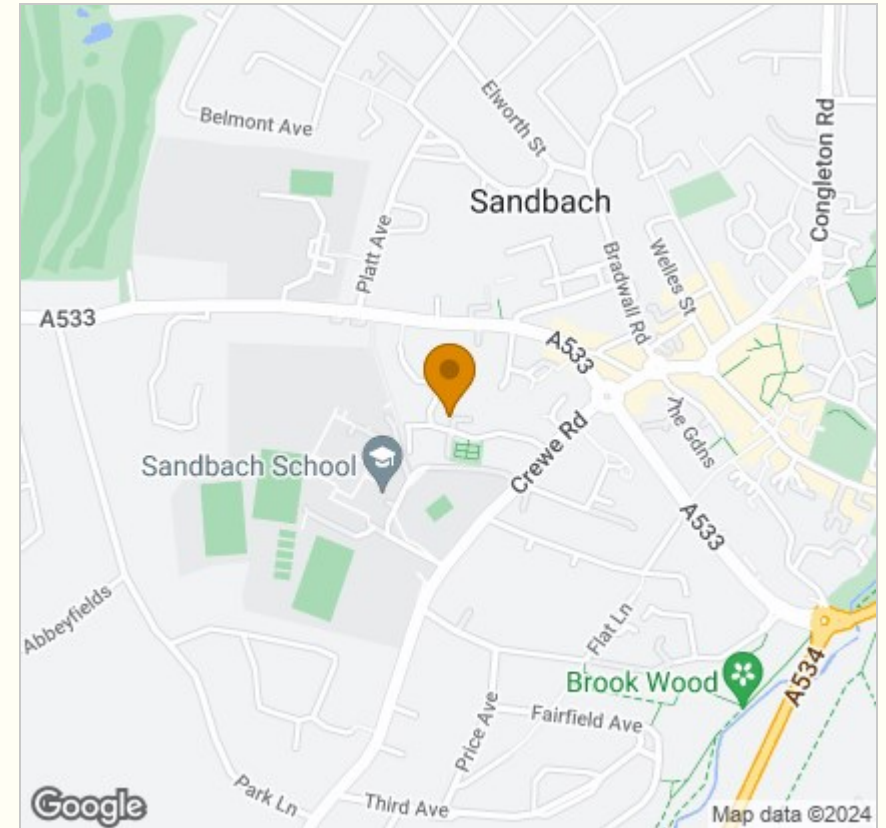 Belmont Ave
Elworth St
Congleton Rd
Sandbach
Platt Ave
Welles St
Bradwall Rd
A533
A533
The Gdns
Crewe Rd
Sandbach School
A533
Abbeyfields
Flat Ln
Brook Wood
A534
Price Ave
Fairfield Ave
Park Ln
Third Ave
Google
Map data ©2024